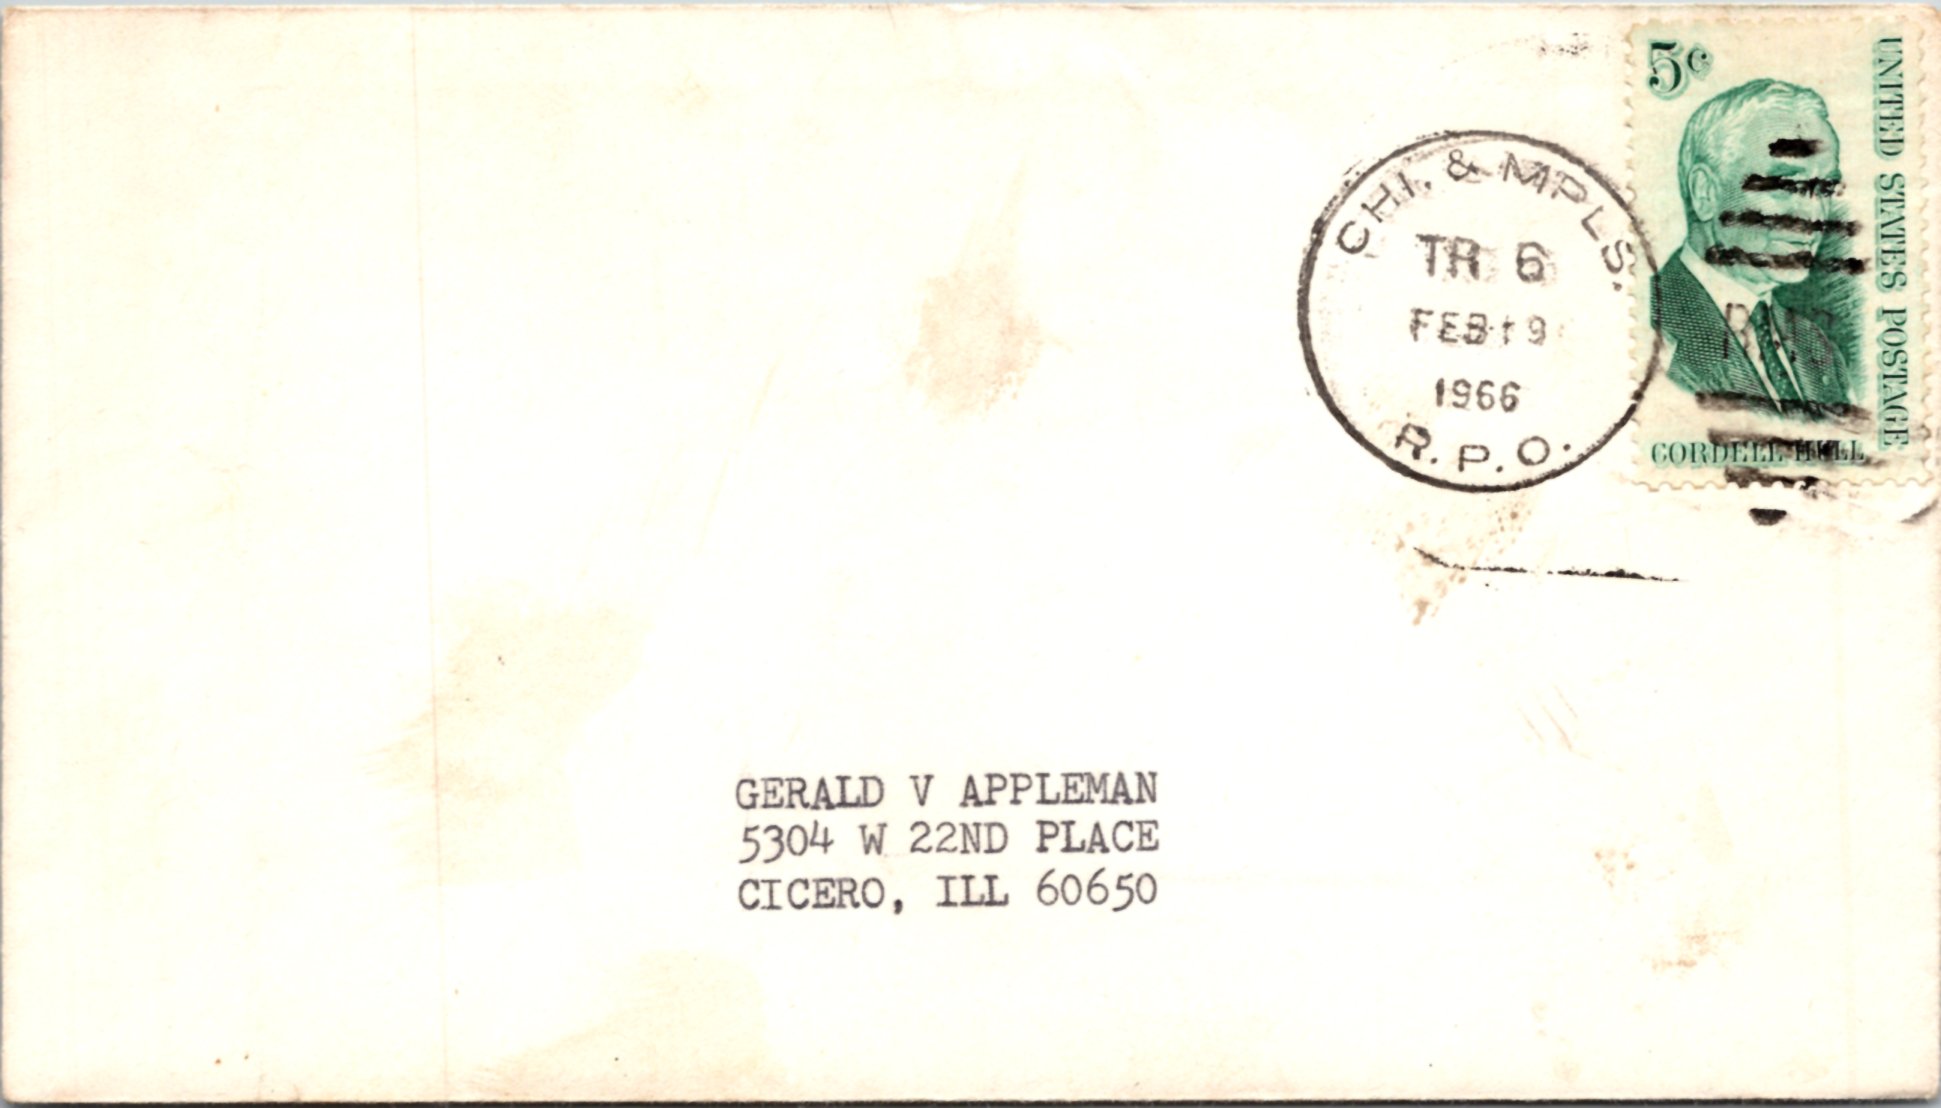 5c
UNITED STATES POSTAGE
CORDELL HULL
CHI. & MPLS.
TR 6
FEB 19
1966
R.P.O.
GERALD V APPLEMAN
5304 W 22ND PLACE
CICERO, ILL 60650